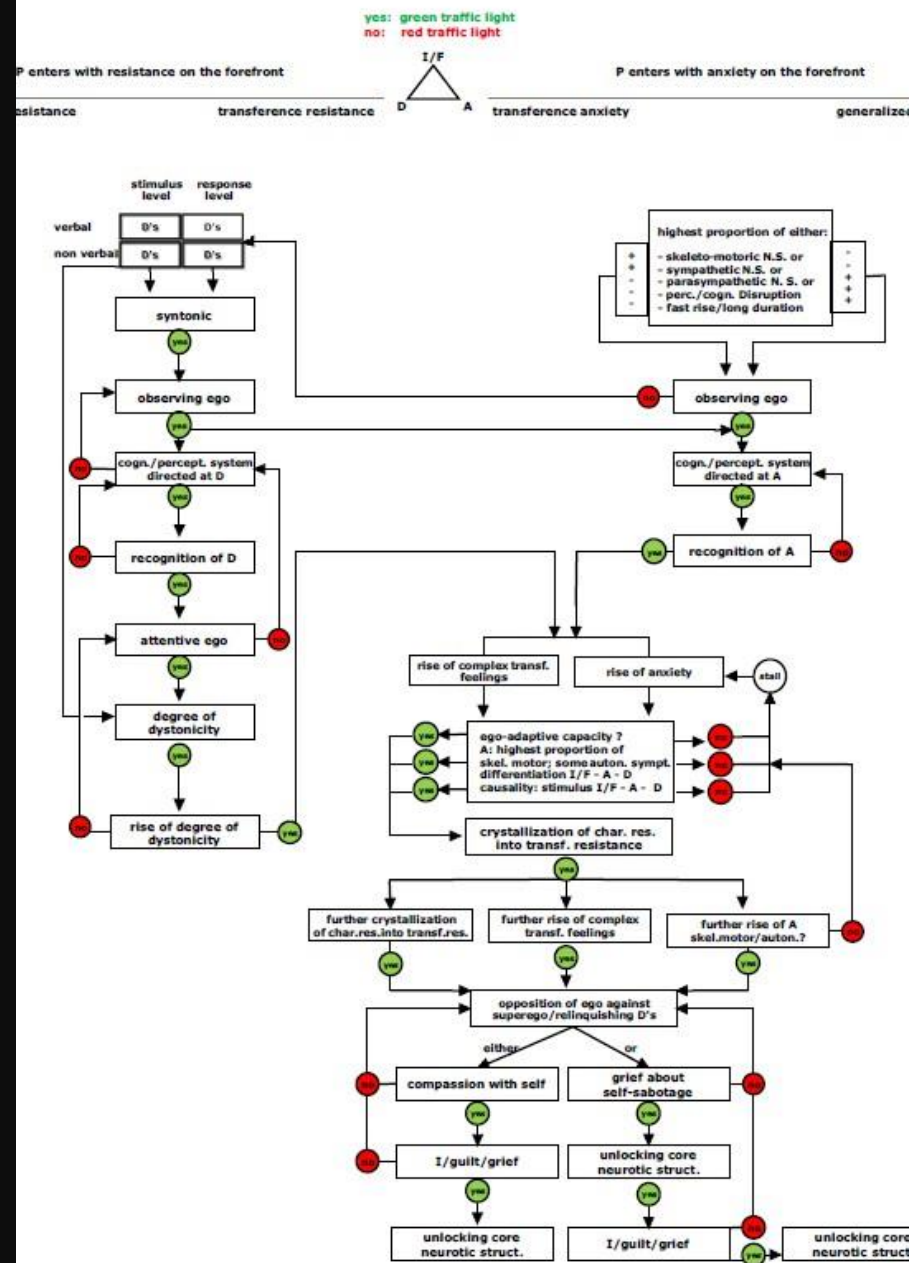 yes: green traffic light
no: red traffic light
I/F
D
A
P enters with resistance on the forefront
P enters with anxiety on the forefront
esistance
transference resistance
transference anxiety
generalized
stimulus
level
response
level
verbal
D's
D's
non verbal
D's
D's
syntonic
yes
observing ego
yes
cogn./percept. system
directed at D
no
yes
recognition of D
no
yes
attentive ego
no
yes
degree of
dystonicity
yes
rise of degree of
dystonicity
no
yes
highest proportion of either:
- skeleto-motoric N.S. or
- sympathetic N.S. or
- parasympathetic N. S. or
- perc./cogn. Disruption
- fast rise/long duration
+
+
-
-
-
-
-
+
+
+
observing ego
no
yes
cogn./percept. system
directed at A
yes
recognition of A
yes
no
rise of complex transf.
feelings
rise of anxiety
stall
ego-adaptive capacity ?
A: highest proportion of
skel. motor; some auton. sympt.
differentiation I/F - A - D
causality: stimulus I/F - A - D
yes
yes
yes
no
no
no
crystallization of char. res.
into transf. resistance
yes
further crystallization
of char.res.into transf.res.
further rise of complex
transf. feelings
further rise of A
skel.motor/auton.?
no
yes
yes
yes
opposition of ego against
superego/relinquishing D's
either
or
no
compassion with self
grief about
self-sabotage
no
yes
yes
no
I/guilt/grief
unlocking core
neurotic struct.
yes
yes
unlocking core
neurotic struct.
I/guilt/grief
no
yes
unlocking core
neurotic struct